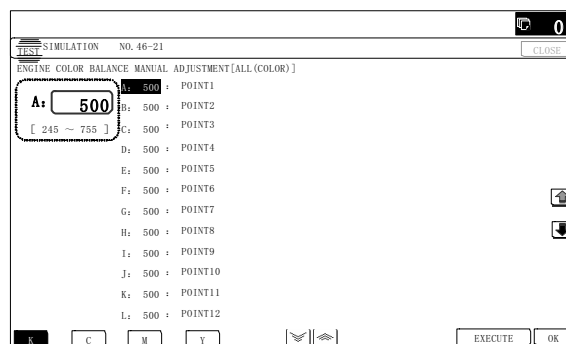 0
TEST SIMULATION NO.46-21
CLOSE
ENGINE COLOR BALANCE MANUAL ADJUSTMENT[ALL(COLOR)]
A: 500
[ 245 ~ 755 ]
A: 500 : POINT1
B: 500 : POINT2
C: 500 : POINT3
D: 500 : POINT4
E: 500 : POINT5
F: 500 : POINT6
G: 500 : POINT7
H: 500 : POINT8
I: 500 : POINT9
J: 500 : POINT10
K: 500 : POINT11
L: 500 : POINT12
K C M Y EXECUTE OK